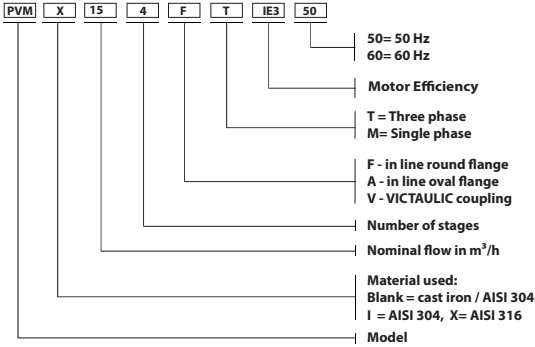 PVM X 15 4 F T IE3 50
50= 50 Hz
60= 60 Hz
Motor Efficiency
T = Three phase
M= Single phase
F - in line round flange
A - in line oval flange
V - VICTAULIC coupling
Number of stages
Nominal flow in m³/h
Material used:
Blank = cast iron / AISI 304
I = AISI 304, X= AISI 316
Model